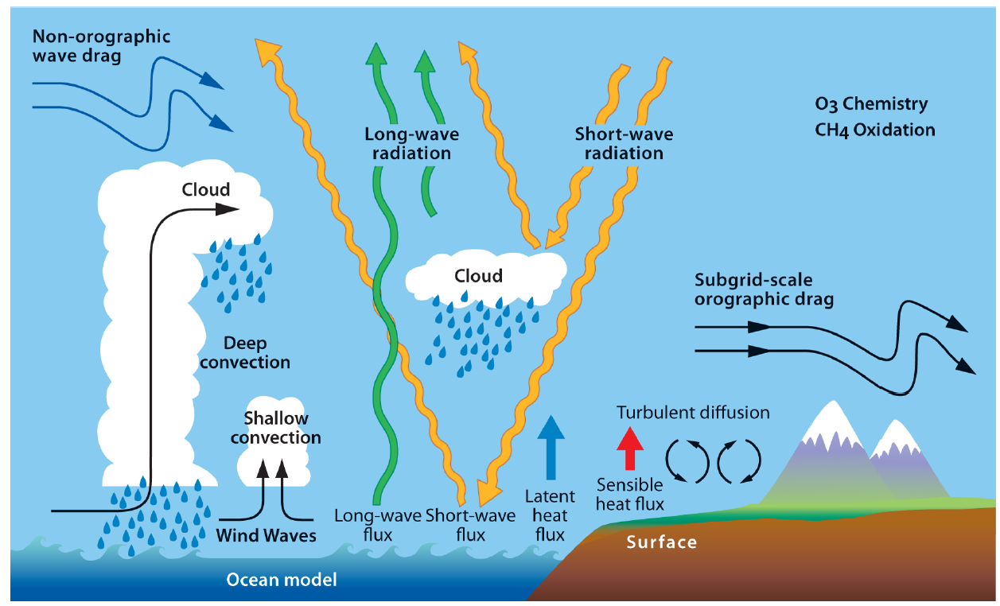 Non-orographic
wave drag
Long-wave
radiation
Short-wave
radiation
O3 Chemistry
CH4 Oxidation
Cloud
Cloud
Subgrid-scale
orographic drag
Deep
convection
Shallow
convection
Turbulent diffusion
Sensible
heat flux
Latent
heat
flux
Long-wave
flux
Short-wave
flux
Wind Waves
Surface
Ocean model